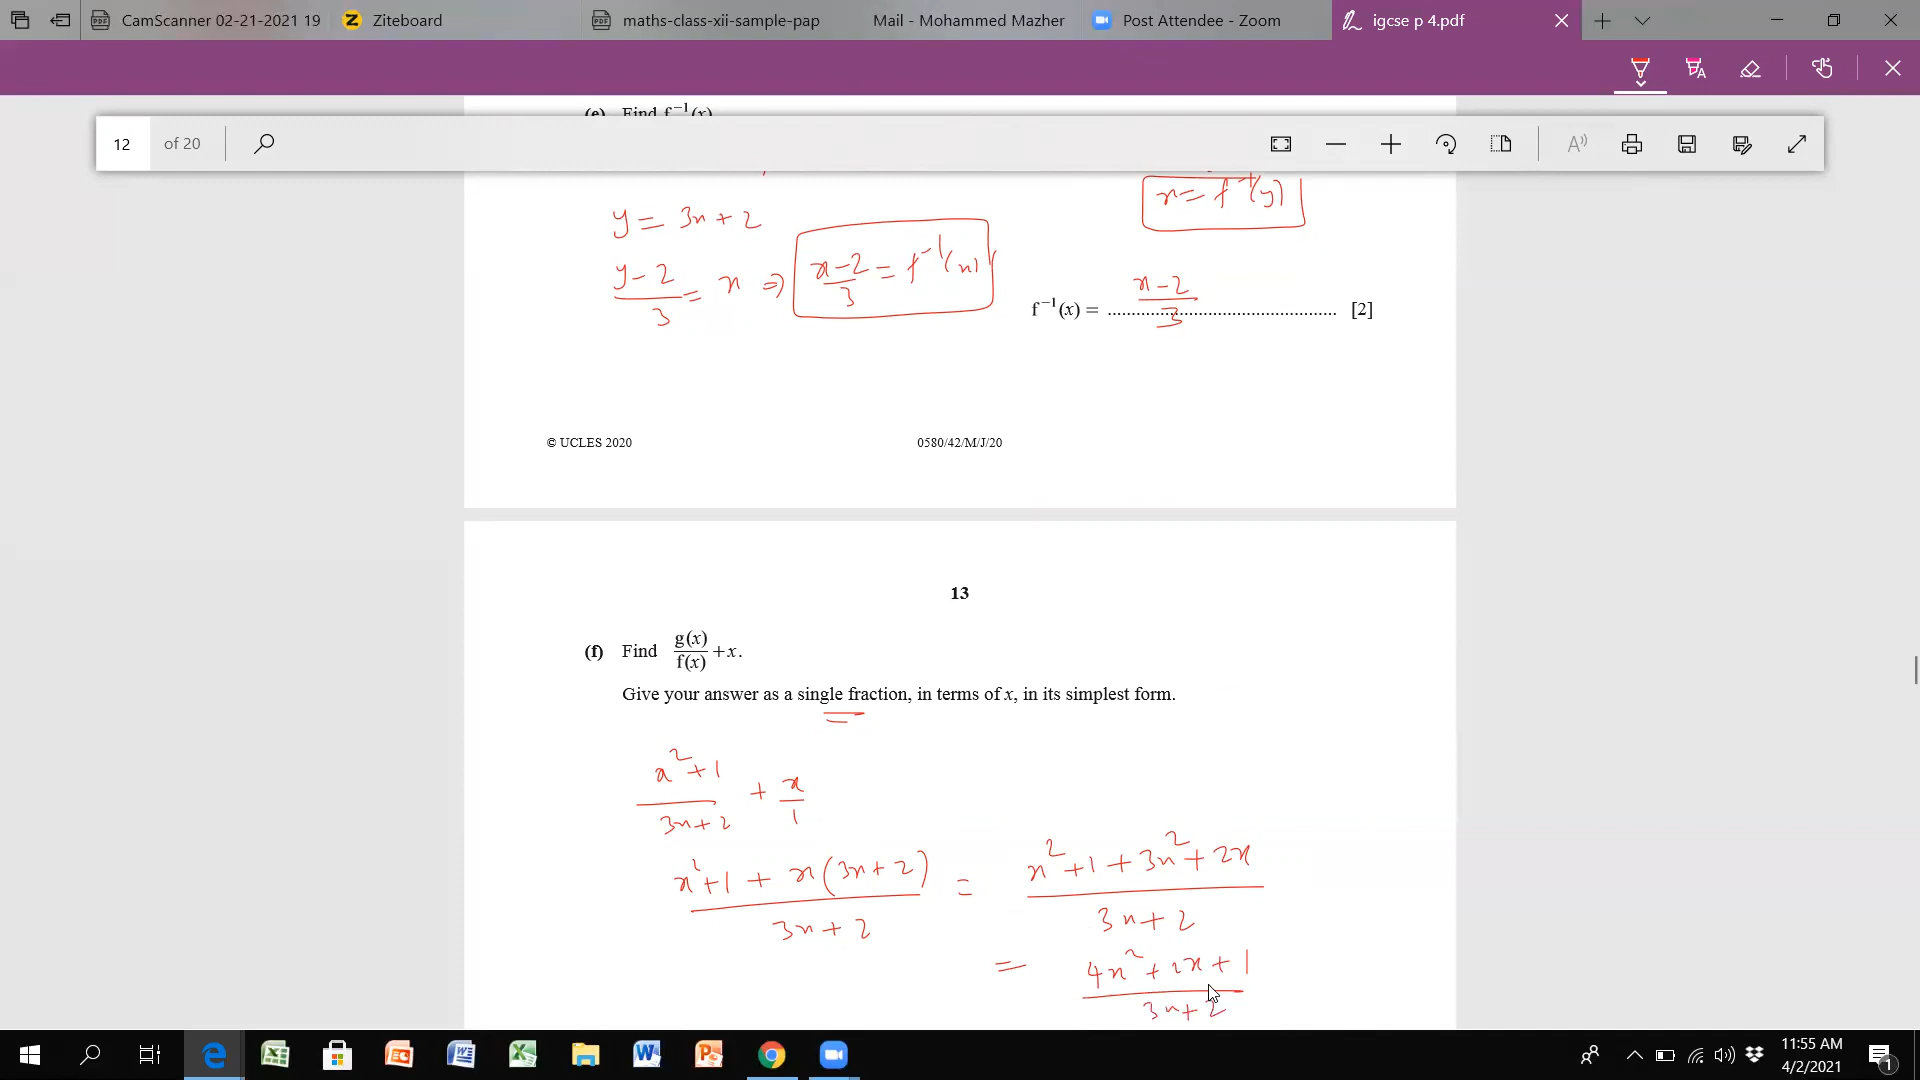 CamScanner 02-21-2021 19
Ziteboard
maths-class-xii-sample-pap
Mail - Mohammed Mazher
Post Attendee - Zoom
igcse p 4.pdf
12 of 20
y = 3x + 2
x = f⁻¹(y)
(y-2)/3 = x ⇒ (x-2)/3 = f⁻¹(x)
f⁻¹(x) = (x-2)/3 [2]
© UCLES 2020
0580/42/M/J/20
13
(f) Find g(x)/f(x) + x.
Give your answer as a single fraction, in terms of x, in its simplest form.
(x²+1)/(3x+2) + x/1
(x²+1 + x(3x+2))/(3x+2) = (x²+1+3x²+2x)/(3x+2)
= (4x²+2x+1)/(3x+2)
11:55 AM
4/2/2021
1